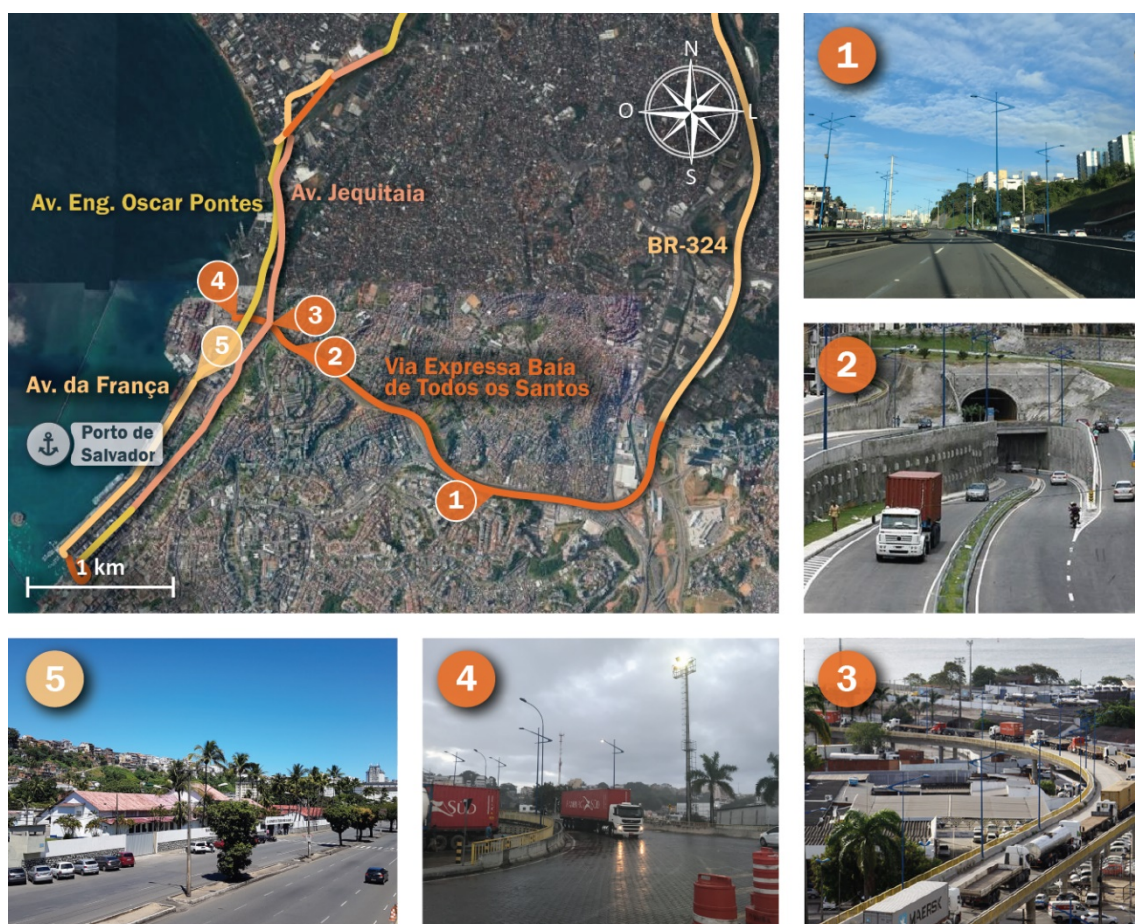 N
O
L
S
Av. Eng. Oscar Pontes
Av. Jequitaia
BR-324
4
3
5
2
Via Expressa Baía
de Todos os Santos
Av. da França
Porto de
Salvador
1
1 km
1
2
5
4
3
MAERSK